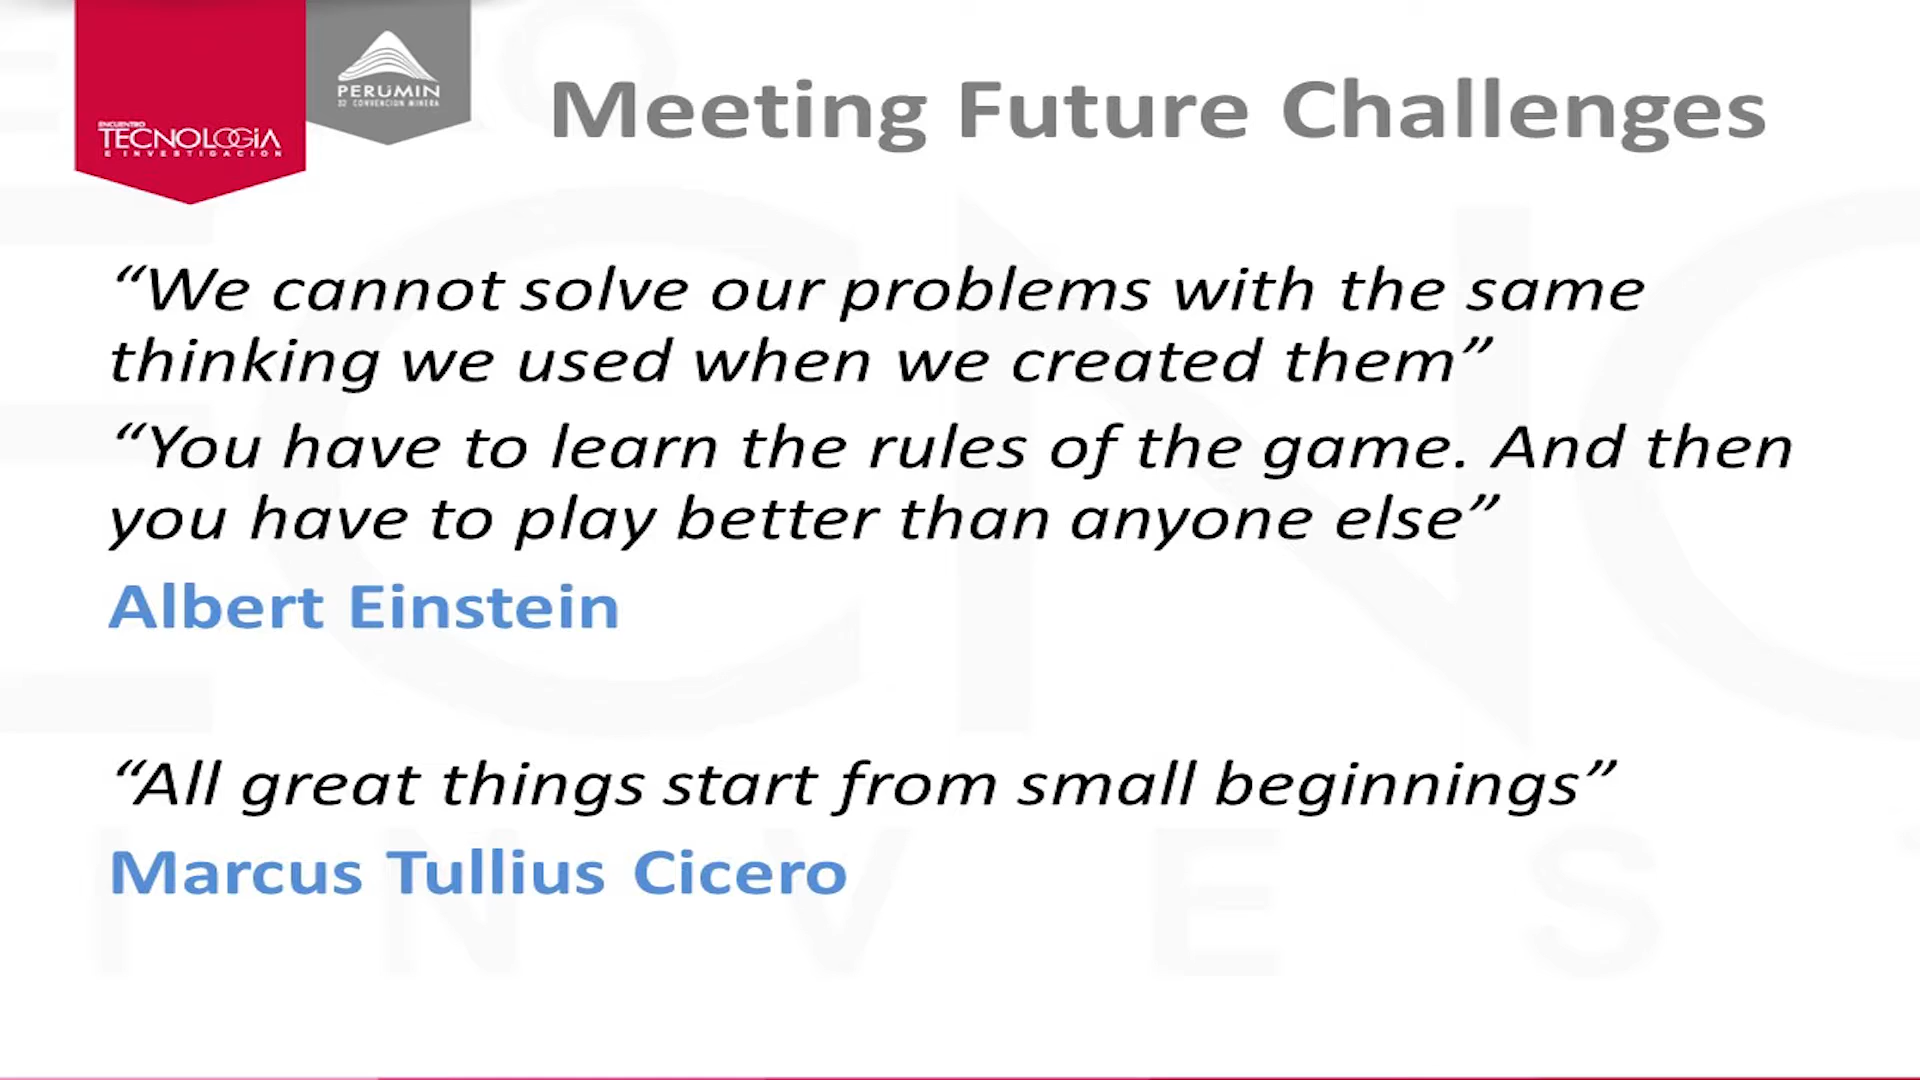 ENCUENTRO
TECNOLOGÍA
E INVESTIGACIÓN
PERUMIN
32 CONVENCIÓN MINERA
Meeting Future Challenges
“We cannot solve our problems with the same
thinking we used when we created them”
“You have to learn the rules of the game. And then
you have to play better than anyone else”
Albert Einstein
“All great things start from small beginnings”
Marcus Tullius Cicero